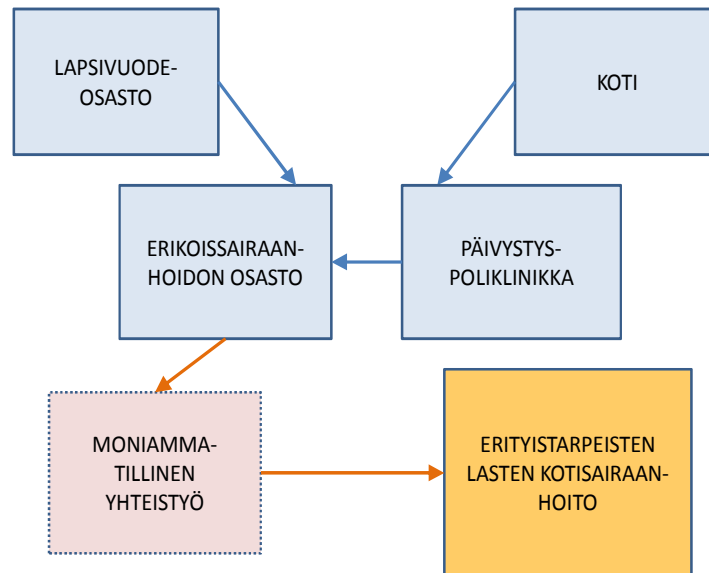 LAPSIVUODE-
OSASTO
KOTI
ERIKOISSAIRAAN-
HOIDON OSASTO
PÄIVYSTYS-
POLIKLINIKKA
MONIAMMA-
TILLINEN
YHTEISTYÖ
ERITYISTARPEISTEN
LASTEN KOTISAIRAAN-
HOITO